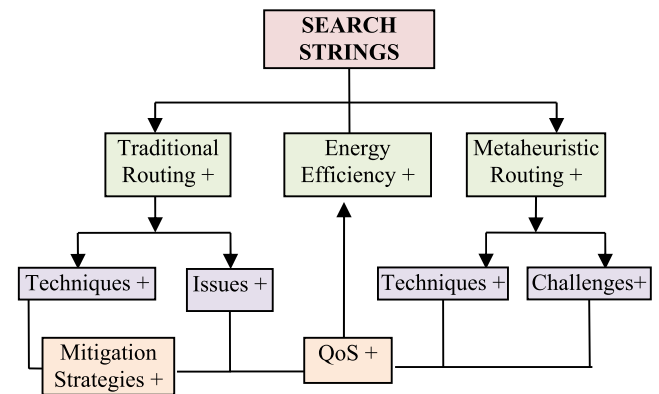 SEARCH
STRINGS
Traditional
Routing +
Energy
Efficiency +
Metaheuristic
Routing +
Techniques +
Issues +
Techniques +
Challenges+
Mitigation
Strategies +
QoS +